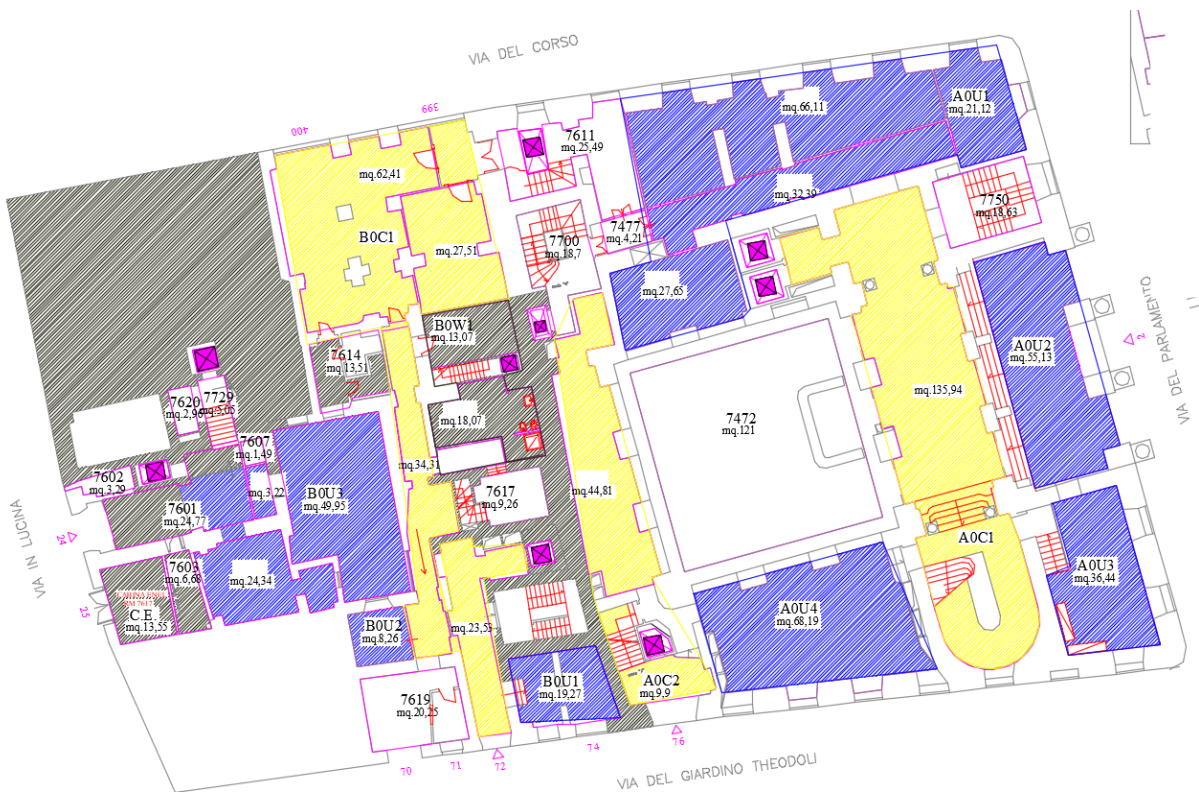 VIA DEL CORSO
399
400
7611
mq.25,49
mq.66,11
A0U1
mq.21,12
mq.62,41
mq.32,39
7750
mq.18,63
B0C1
7477
mq.4,21
7700
mq.18,7
mq.27,51
mq.27,65
VIA DEL PARLAMENTO
2
B0W1
mq.13,07
A0U2
mq.55,13
7614
mq.13,51
mq.135,94
7620
mq.2,96
7729
mq.5,05
mq.18,07
7472
mq.121
7607
mq.1,49
mq.34,31
7602
mq.3,29
mq.3,22
B0U3
mq.49,95
7617
mq.9,26
mq.44,81
7601
mq.24,77
VIA IN LUCINA
24
A0C1
7603
mq.6,68
mq.24,34
A0U3
mq.36,44
25
C.E.
mq.13,55
A0U4
mq.68,19
B0U2
mq.8,26
mq.23,53
B0U1
mq.19,27
A0C2
mq.9,9
7619
mq.20,25
70
71
72
74
76
VIA DEL GIARDINO THEODOLI